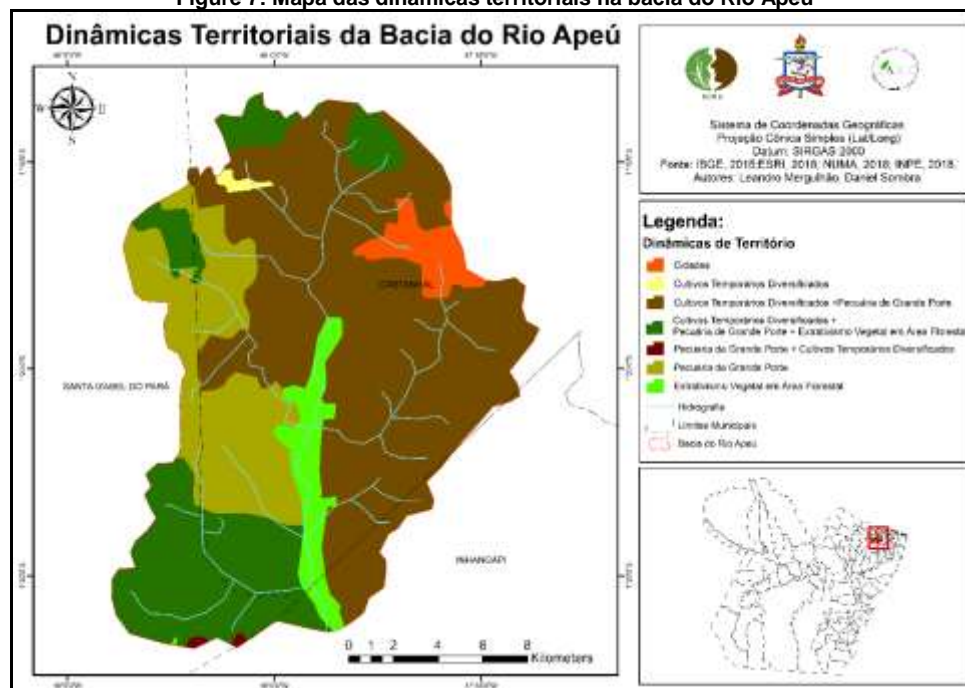 Figure 7: Mapa das dinâmicas territoriais na bacia do Rio Apeú
Dinâmicas Territoriais da Bacia do Rio Apeú
N
S
CASTANHAL
SANTA IZABEL DO PARÁ
INHANGAPI
0 1 2 4 6 8
Kilometers
Sistema de Coordenadas Geográficas
Projeção Cônica Simples (Lat/Long)
Datum: SIRGAS 2000
Fonte: IBGE, 2015;ESRI, 2018; NUMA, 2018; INPE, 2018.
Autores: Leandro Mergulhão, Daniel Sombra
Legenda:
Dinâmicas de Território
Cidades
Cultivos Temporários Diversificados
Cultivos Temporários Diversificados +Pecuária de Grande Porte
Cultivos Temporários Diversificados +
Pecuária de Grande Porte + Extrativismo Vegetal em Área Florestal
Pecuária de Grande Porte + Cultivos Temporários Diversificados
Pecuária de Grande Porte
Extrativismo Vegetal em Área Florestal
Hidrografia
Limites Municipais
Bacia do Rio Apeú